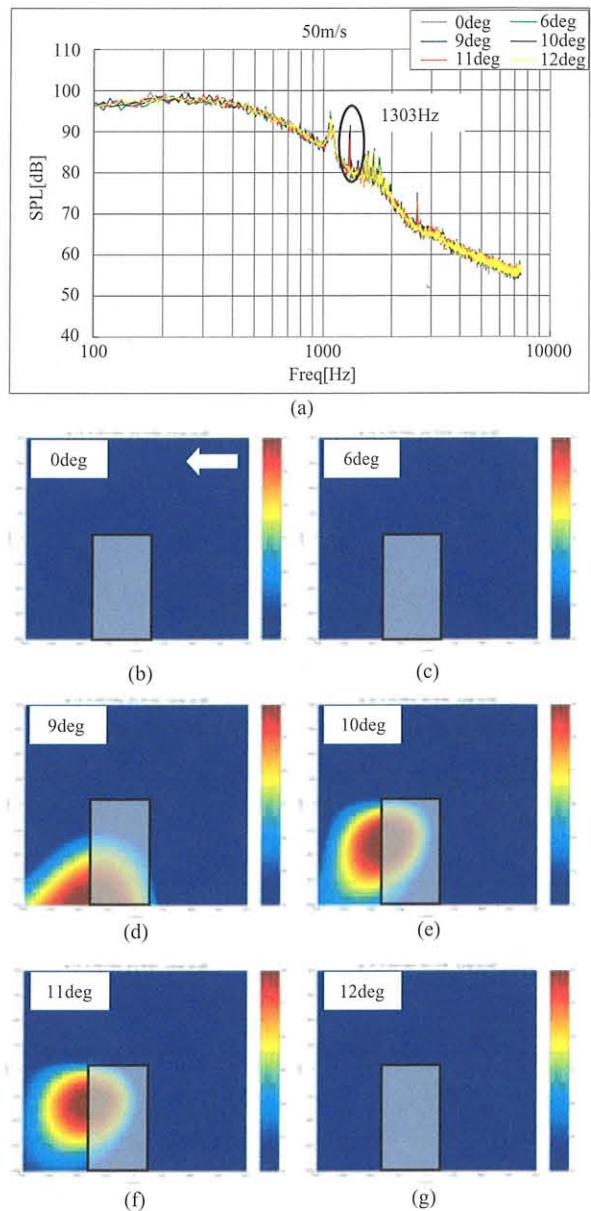 50m/s
0deg 6deg
9deg 10deg
11deg 12deg
110
100
90
80
70
60
50
40
SPL[dB]
1303Hz
100 1000 10000
Freq[Hz]
(a)
0deg 6deg
(b) (c)
9deg 10deg
(d) (e)
11deg 12deg
(f) (g)